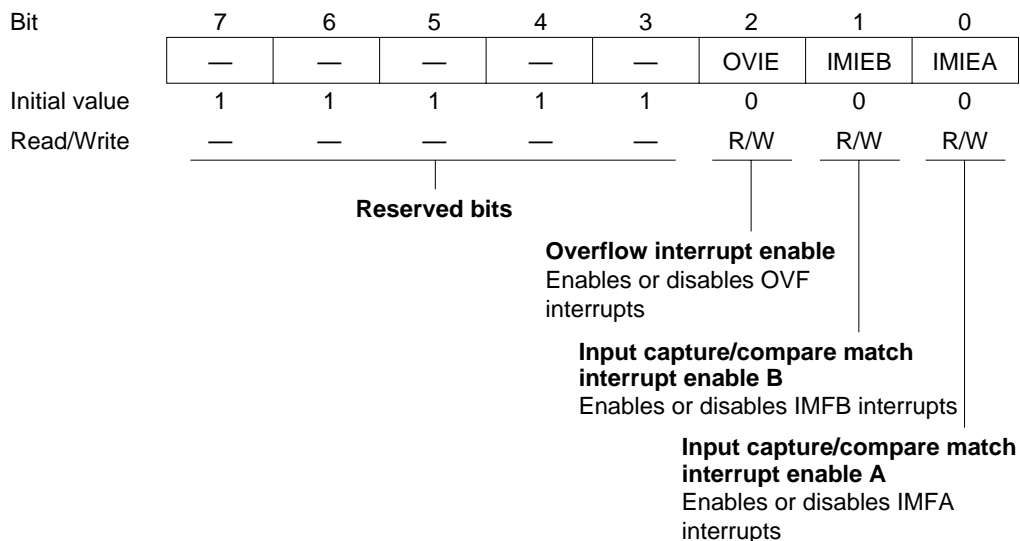 Bit 7 6 5 4 3 2 1 0
— — — — — OVIE IMIEB IMIEA
Initial value 1 1 1 1 1 0 0 0
Read/Write — — — — — R/W R/W R/W
Reserved bits
Overflow interrupt enable
Enables or disables OVF
interrupts
Input capture/compare match
interrupt enable B
Enables or disables IMFB interrupts
Input capture/compare match
interrupt enable A
Enables or disables IMFA
interrupts